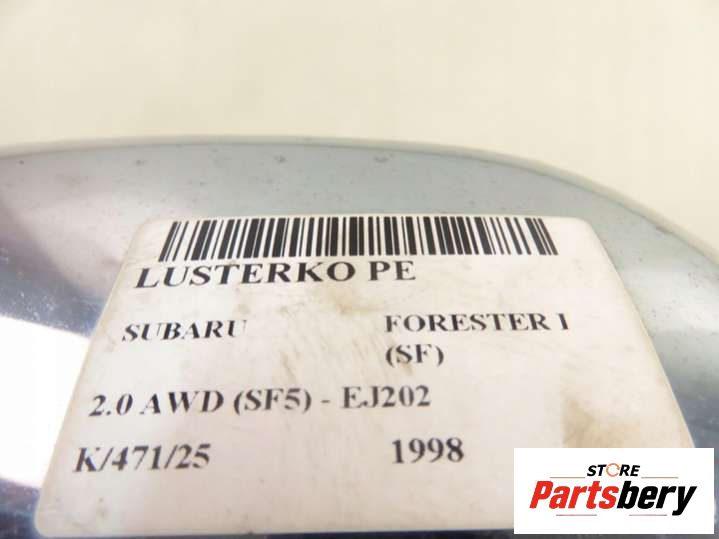 LUSTERKO PE
SUBARU FORESTER I
(SF)
2.0 AWD (SF5) - EJ202
K/471/25 1998
STORE
Partsbery